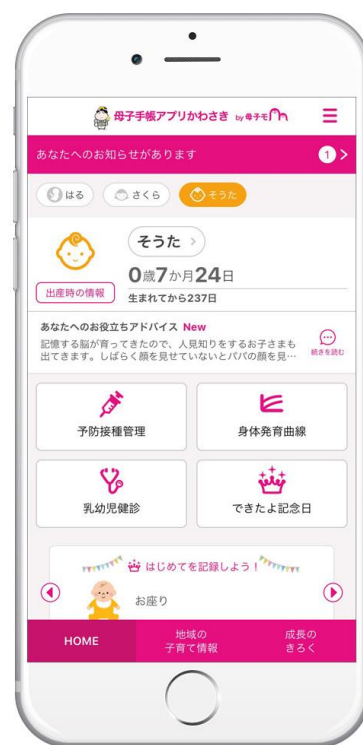 母子手帳アプリかわさき by 母子モ
あなたへのお知らせがあります 1
はる さくら そうた
そうた
0歳7か月24日
出産時の情報
生まれてから237日
あなたへのお役立ちアドバイス New
記憶する脳が育ってきたので、人見知りをするお子さまも
出てきます。しばらく顔を見せていないとパパの顔を見…
続きを読む
予防接種管理
身体発育曲線
乳幼児健診
できたよ記念日
はじめてを記録しよう!
お座り
HOME
地域の
子育て情報
成長の
きろく